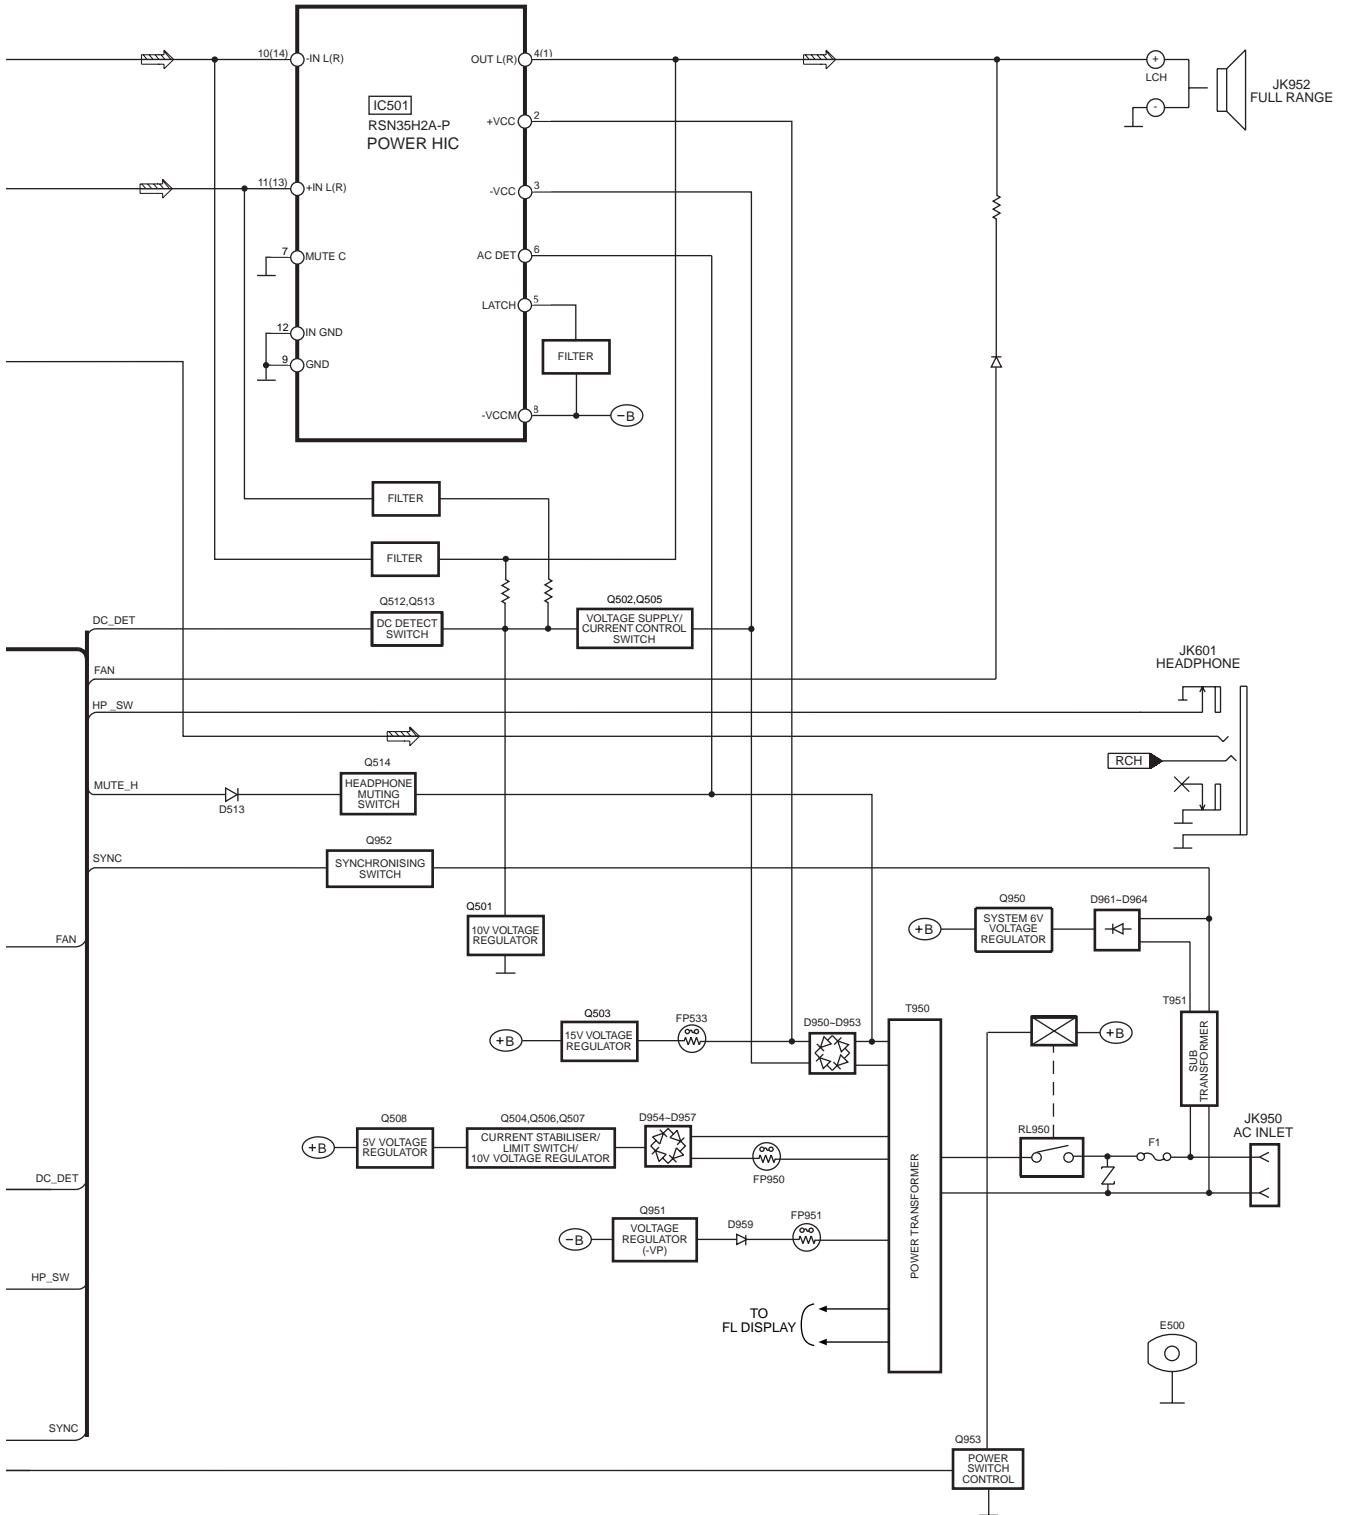 10(14)
-IN L(R)
OUT L(R)
4(1)
+
LCH
-
JK952
FULL RANGE
IC501
RSN35H2A-P
POWER HIC
+VCC
2
11(13)
+IN L(R)
-VCC
3
7
MUTE C
AC DET
6
LATCH
5
12
IN GND
9
GND
FILTER
-VCCM
8
−B
FILTER
FILTER
DC_DET
Q512,Q513
DC DETECT
SWITCH
Q502,Q505
VOLTAGE SUPPLY/
CURRENT CONTROL
SWITCH
FAN
HP _SW
JK601
HEADPHONE
RCH
MUTE_H
D513
Q514
HEADPHONE
MUTING
SWITCH
SYNC
Q952
SYNCHRONISING
SWITCH
Q501
10V VOLTAGE
REGULATOR
FAN
+B
Q950
SYSTEM 6V
VOLTAGE
REGULATOR
D961~D964
T951
SUB
TRANSFORMER
+B
Q503
15V VOLTAGE
REGULATOR
FP533
D950~D953
T950
POWER TRANSFORMER
+B
+B
Q508
5V VOLTAGE
REGULATOR
Q504,Q506,Q507
CURRENT STABILISER/
LIMIT SWITCH/
10V VOLTAGE REGULATOR
D954~D957
FP950
RL950
F1
JK950
AC INLET
DC_DET
−B
Q951
VOLTAGE
REGULATOR
(-VP)
D959
FP951
HP_SW
TO
FL DISPLAY
E500
SYNC
Q953
POWER
SWITCH
CONTROL